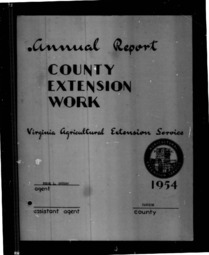 Annual Report
COUNTY
EXTENSION
WORK
Virginia Agricultural Extension Service
agent
1954
assistant agent
county